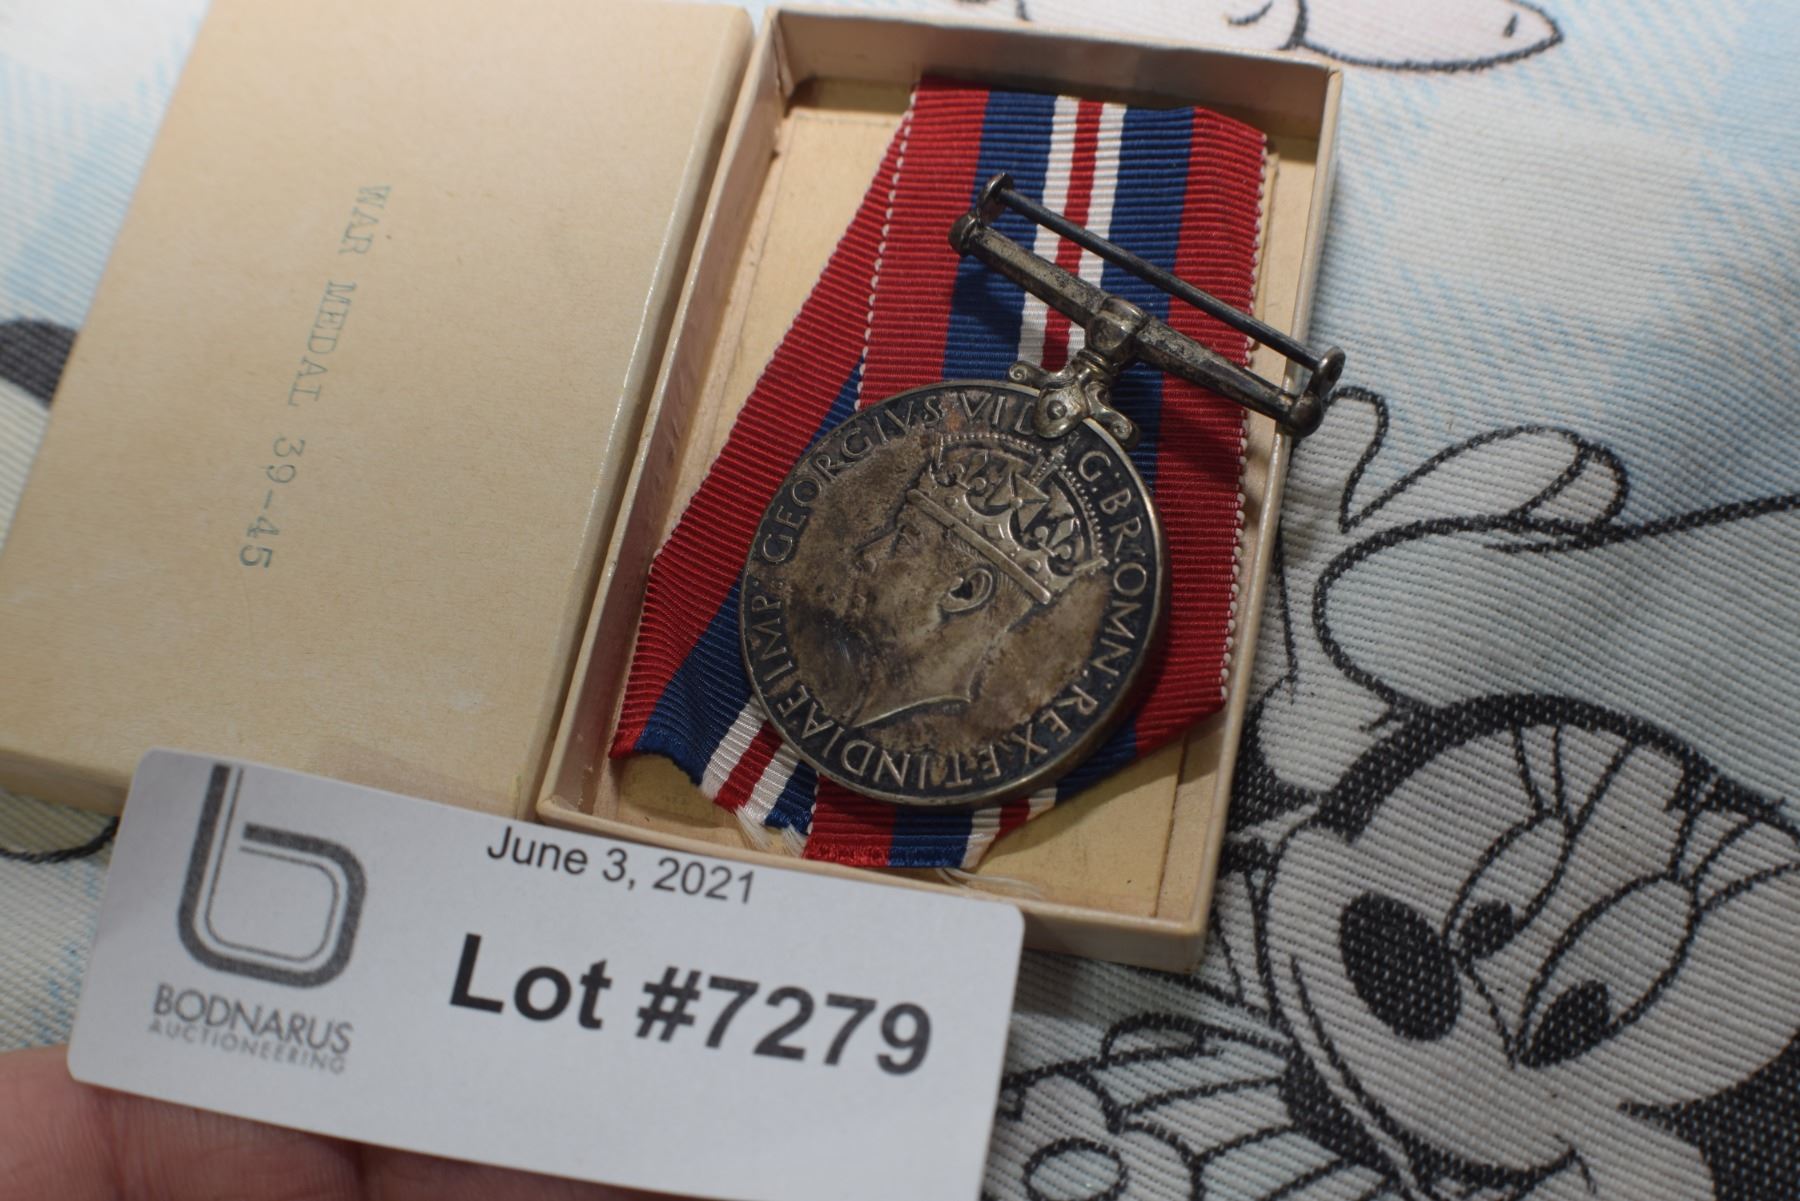 WAR MEDAL 39-45
GEORGIVS VI D: G: BR: OMN: REX ET INDIAE IMP:
June 3, 2021
Lot #7279
BODNARUS
AUCTIONEERING